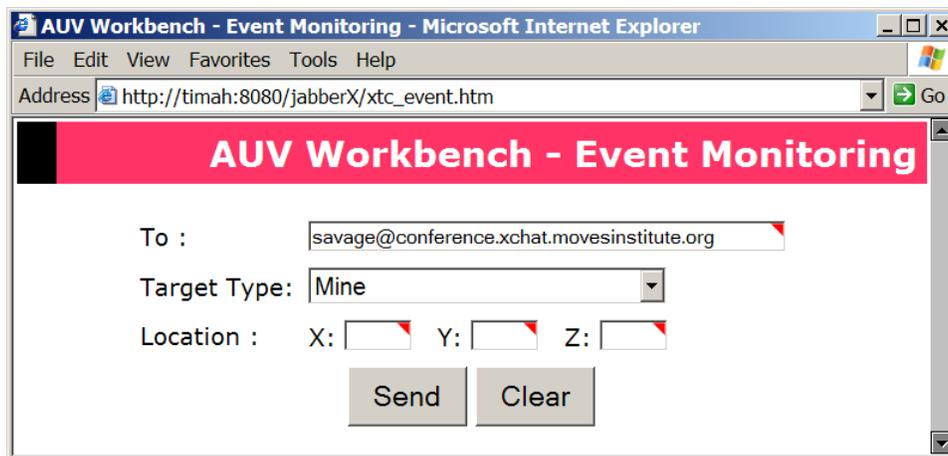 AUV Workbench - Event Monitoring - Microsoft Internet Explorer
File Edit View Favorites Tools Help
Address http://timah:8080/jabberX/xtc_event.htm Go
AUV Workbench - Event Monitoring
To : savage@conference.xchat.movesinstitute.org
Target Type: Mine
Location : X: Y: Z:
Send Clear